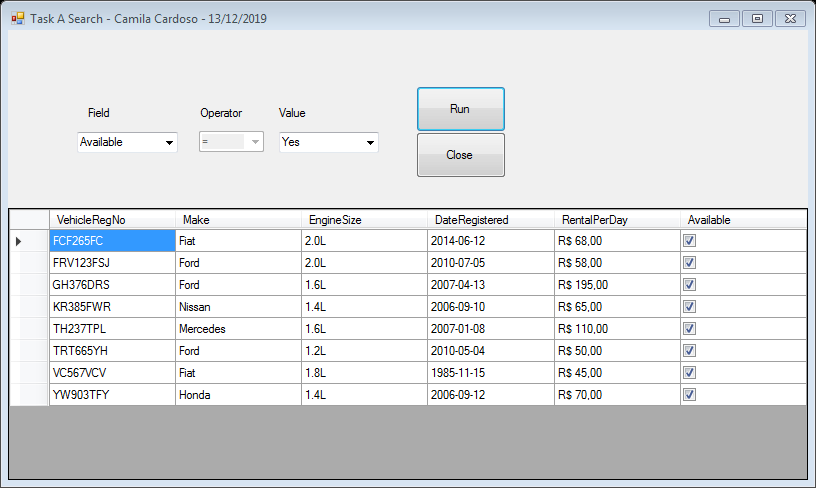 Task A Search - Camila Cardoso - 13/12/2019
Field Operator Value
Available = Yes
Run
Close
VehicleRegNo Make EngineSize DateRegistered RentalPerDay Available
FCF265FC Fiat 2.0L 2014-06-12 R$ 68,00
FRV123FSJ Ford 2.0L 2010-07-05 R$ 58,00
GH376DRS Ford 1.6L 2007-04-13 R$ 195,00
KR385FWR Nissan 1.4L 2006-09-10 R$ 65,00
TH237TPL Mercedes 1.6L 2007-01-08 R$ 110,00
TRT665YH Ford 1.2L 2010-05-04 R$ 50,00
VC567VCV Fiat 1.8L 1985-11-15 R$ 45,00
YW903TFY Honda 1.4L 2006-09-12 R$ 70,00